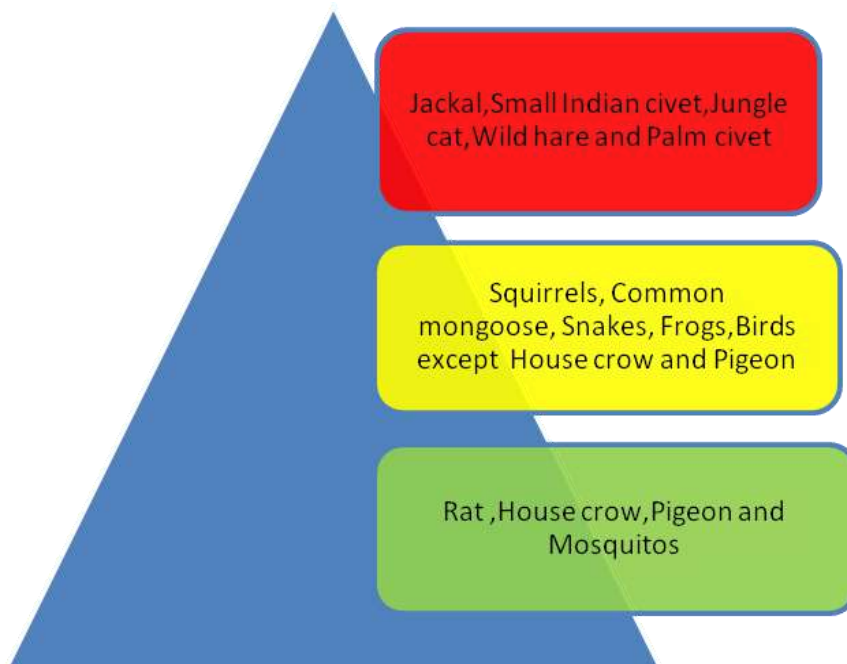 Jackal,Small Indian civet,Jungle
cat,Wild hare and Palm civet
Squirrels, Common
mongoose, Snakes, Frogs,Birds
except House crow and Pigeon
Rat ,House crow,Pigeon and
Mosquitos